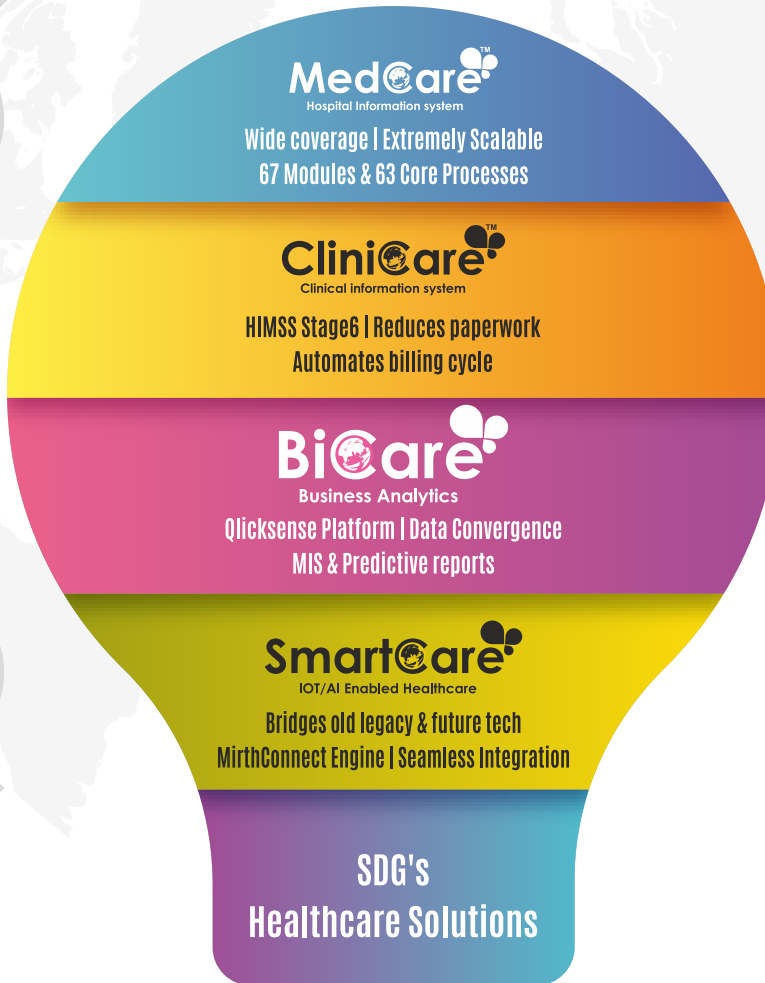 MedCare™
Hospital Information system
Wide coverage | Extremely Scalable
67 Modules & 63 Core Processes
CliniCare™
Clinical information system
HIMSS Stage6 | Reduces paperwork
Automates billing cycle
BiCare
Business Analytics
Qlicksense Platform | Data Convergence
MIS & Predictive reports
SmartCare
IOT/AI Enabled Healthcare
Bridges old legacy & future tech
MirthConnect Engine | Seamless Integration
SDG's
Healthcare Solutions